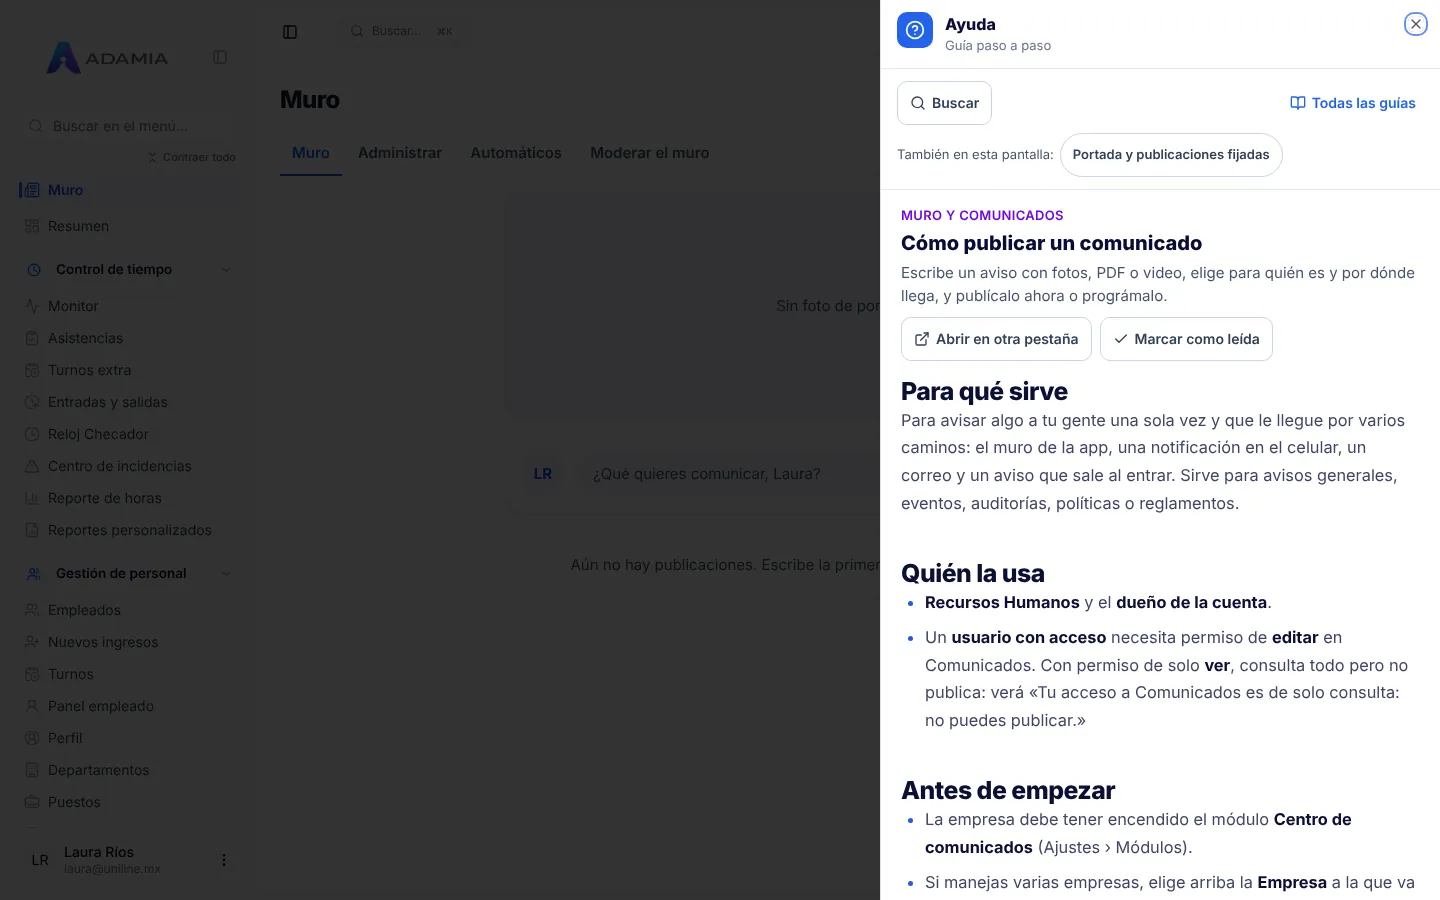 ADAMIA
Buscar en el menú...
Contraer todo
Muro
Resumen
Control de tiempo
Monitor
Asistencias
Turnos extra
Entradas y salidas
Reloj Checador
Centro de incidencias
Reporte de horas
Reportes personalizados
Gestión de personal
Empleados
Nuevos ingresos
Turnos
Panel empleado
Perfil
Departamentos
Puestos
LR
Laura Ríos
laura@uniline.mx
Buscar... ⌘K
Muro
Muro Administrar Automáticos Moderar el muro
Sin foto de por
LR ¿Qué quieres comunicar, Laura?
Aún no hay publicaciones. Escribe la primer
Ayuda
Guía paso a paso
Buscar
Todas las guías
También en esta pantalla: Portada y publicaciones fijadas
MURO Y COMUNICADOS
Cómo publicar un comunicado
Escribe un aviso con fotos, PDF o video, elige para quién es y por dónde
llega, y publícalo ahora o prográmalo.
Abrir en otra pestaña Marcar como leída
Para qué sirve
Para avisar algo a tu gente una sola vez y que le llegue por varios
caminos: el muro de la app, una notificación en el celular, un
correo y un aviso que sale al entrar. Sirve para avisos generales,
eventos, auditorías, políticas o reglamentos.
Quién la usa
• Recursos Humanos y el dueño de la cuenta.
• Un usuario con acceso necesita permiso de editar en
Comunicados. Con permiso de solo ver, consulta todo pero no
publica: verá «Tu acceso a Comunicados es de solo consulta:
no puedes publicar.»
Antes de empezar
• La empresa debe tener encendido el módulo Centro de
comunicados (Ajustes › Módulos).
• Si manejas varias empresas, elige arriba la Empresa a la que va